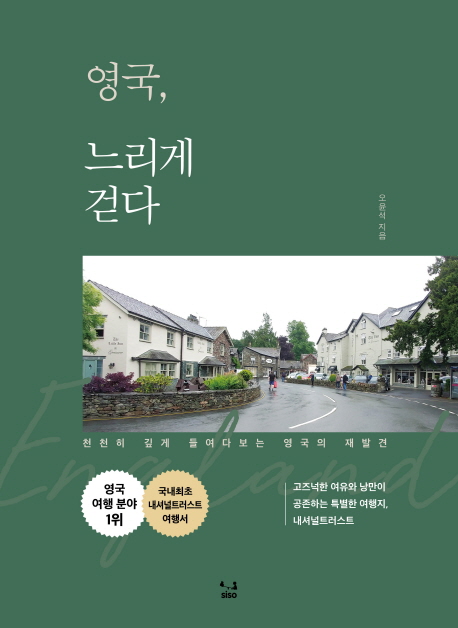 영국,
느리게
걷다
오윤석 지음
천천히 깊게 들여다보는 영국의 재발견
England
영국
여행 분야
1위
국내최초
내셔널트러스트
여행서
고즈넉한 여유와 낭만이
공존하는 특별한 여행지,
내셔널트러스트
siso